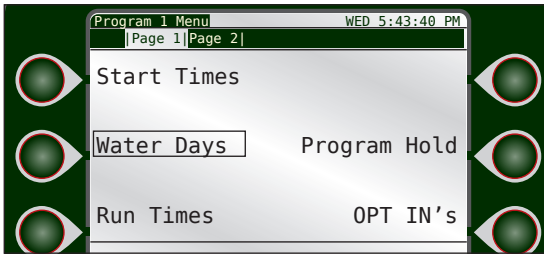 Program 1 Menu WED 5:43:40 PM
|Page 1|Page 2|
Start Times
Water Days Program Hold
Run Times OPT IN’s